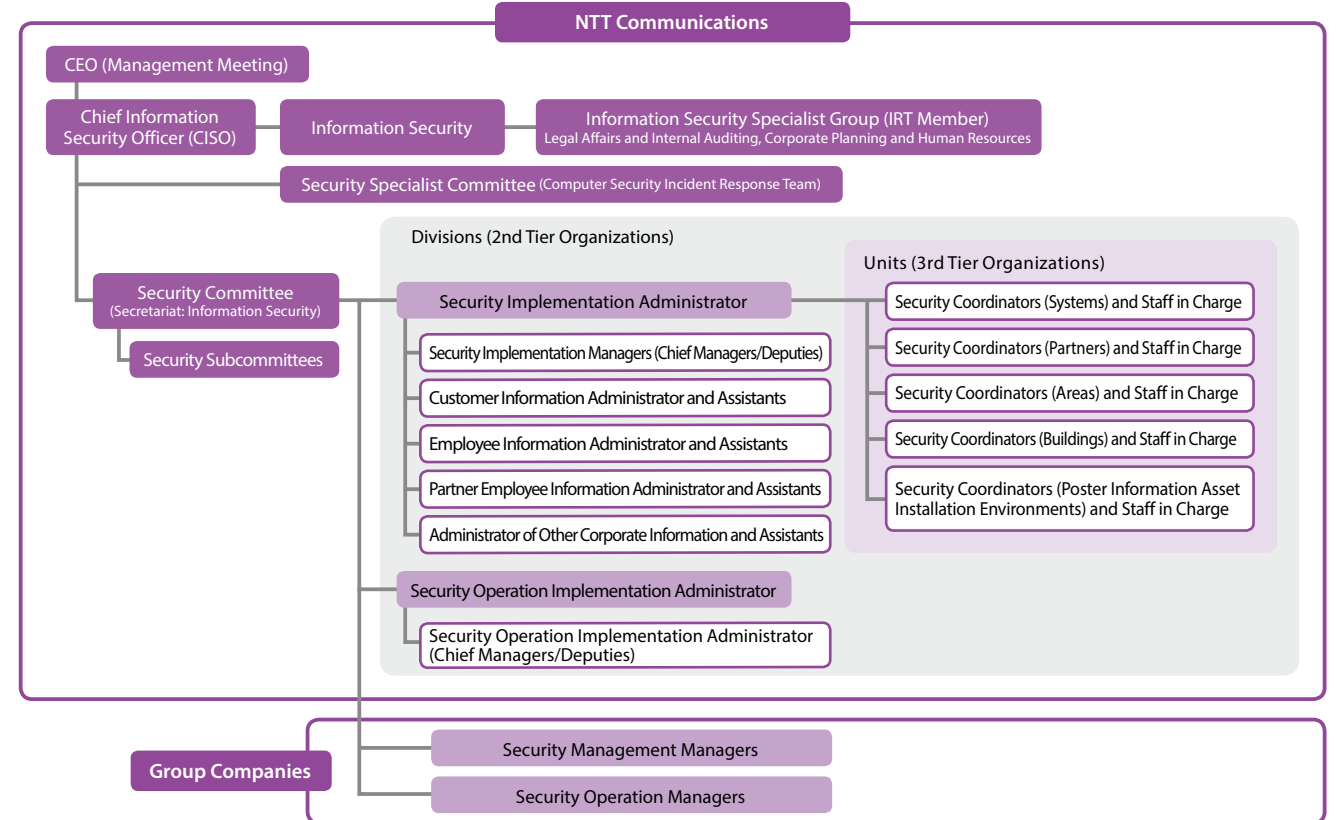 NTT Communications
CEO (Management Meeting)
Chief Information
Security Officer (CISO)
Information Security
Information Security Specialist Group (IRT Member)
Legal Affairs and Internal Auditing, Corporate Planning and Human Resources
Security Specialist Committee (Computer Security Incident Response Team)
Divisions (2nd Tier Organizations)
Units (3rd Tier Organizations)
Security Committee
(Secretariat: Information Security)
Security Subcommittees
Security Implementation Administrator
Security Implementation Managers (Chief Managers/Deputies)
Customer Information Administrator and Assistants
Employee Information Administrator and Assistants
Partner Employee Information Administrator and Assistants
Administrator of Other Corporate Information and Assistants
Security Coordinators (Systems) and Staff in Charge
Security Coordinators (Partners) and Staff in Charge
Security Coordinators (Areas) and Staff in Charge
Security Coordinators (Buildings) and Staff in Charge
Security Coordinators (Poster Information Asset
Installation Environments) and Staff in Charge
Security Operation Implementation Administrator
Security Operation Implementation Administrator
(Chief Managers/Deputies)
Group Companies
Security Management Managers
Security Operation Managers